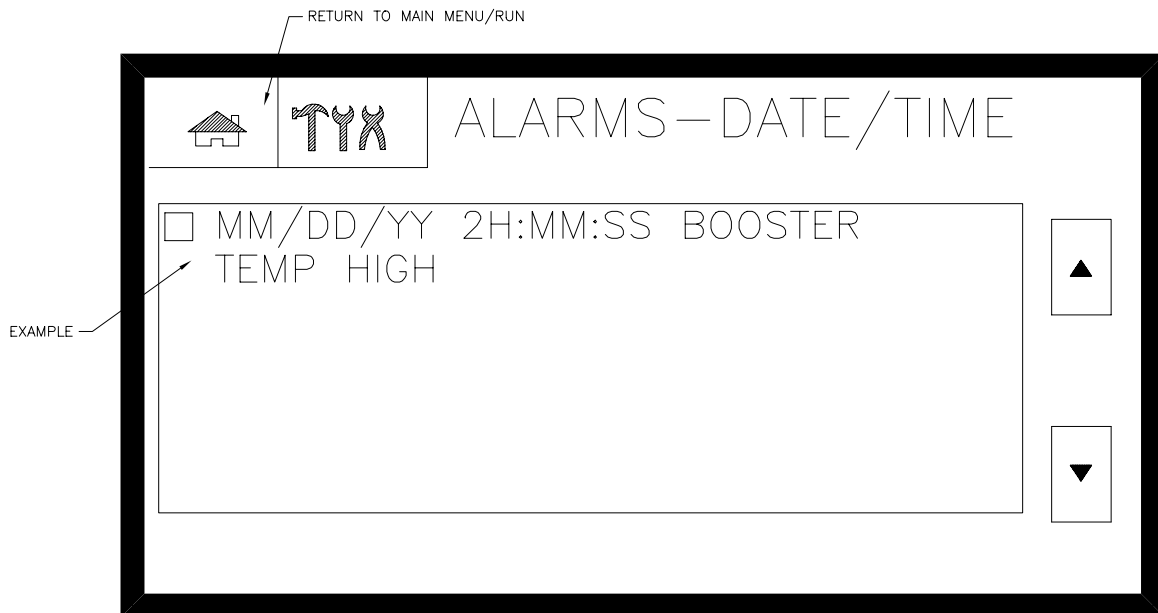 RETURN TO MAIN MENU/RUN
ALARMS-DATE/TIME
MM/DD/YY 2H:MM:SS BOOSTER
TEMP HIGH
EXAMPLE